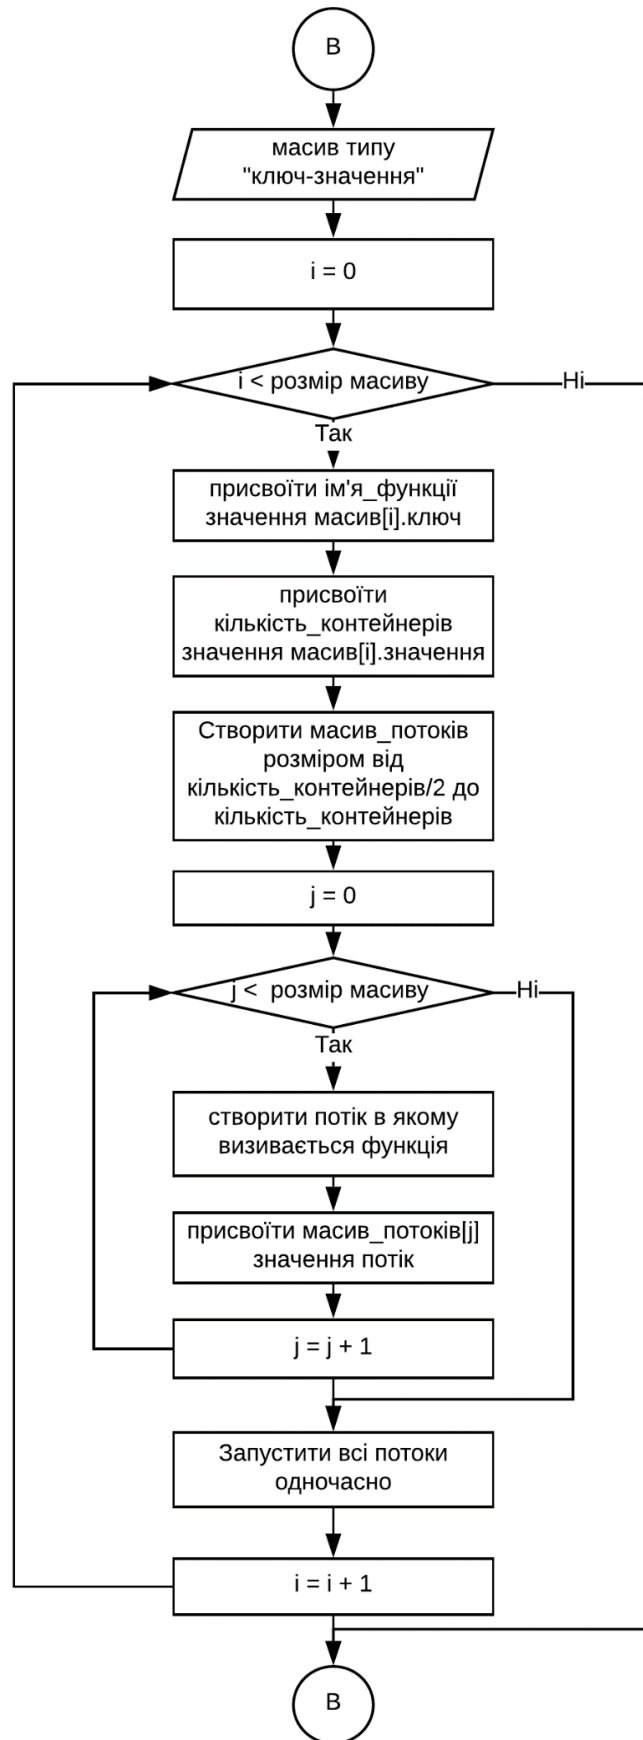 В
масив типу
"ключ-значення"
i = 0
i < розмір масиву
Ні
Так
присвоїти ім'я_функції
значення масив[i].ключ
присвоїти
кількість_контейнерів
значення масив[i].значення
Створити масив_потоків
розміром від
кількість_контейнерів/2 до
кількість_контейнерів
j = 0
j <  розмір масиву
Ні
Так
створити потік в якому
визивається функція
присвоїти масив_потоків[j]
значення потік
j = j + 1
Запустити всі потоки
одночасно
i = i + 1
В